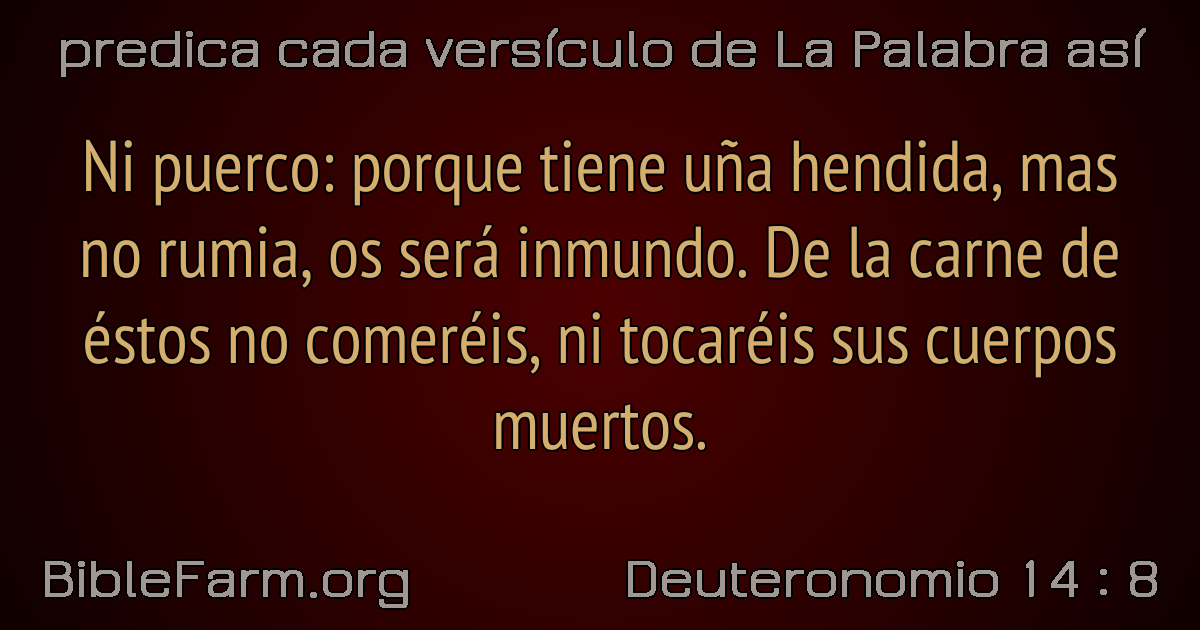 predica cada versículo de La Palabra así
Ni puerco: porque tiene uña hendida, mas
no rumia, os será inmundo. De la carne de
éstos no comeréis, ni tocaréis sus cuerpos
muertos.
BibleFarm.org
Deuteronomio 14 : 8